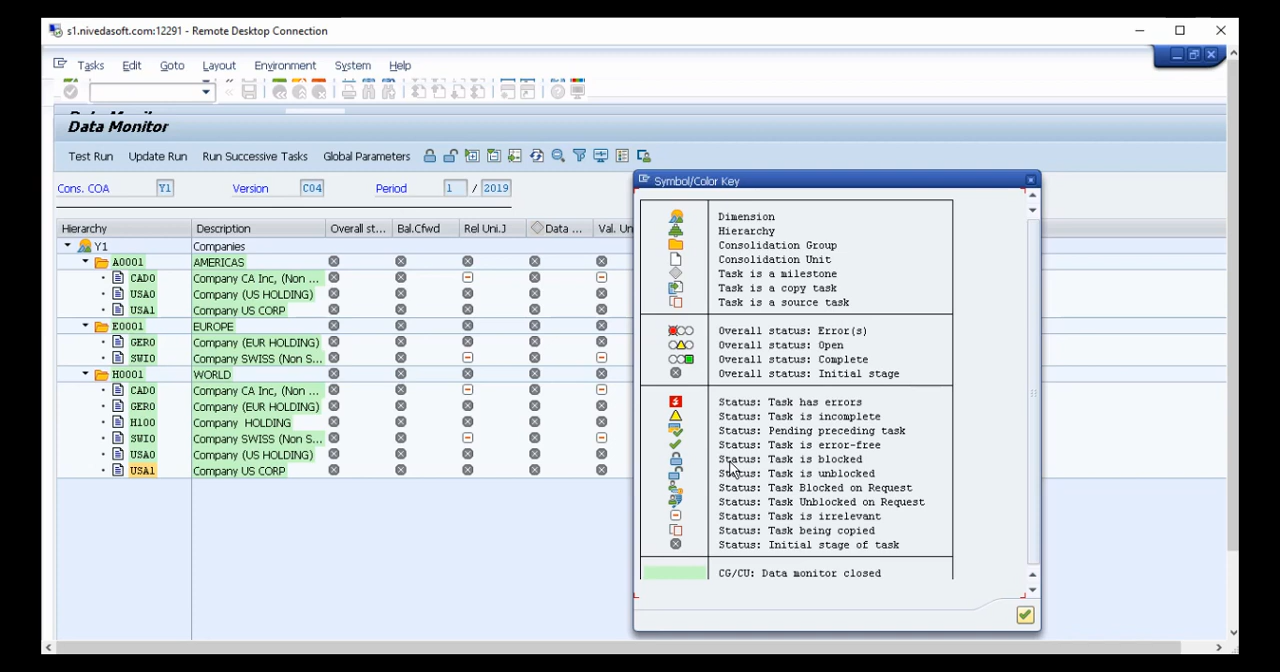 s1.nivedasoft.com:12291 - Remote Desktop Connection
Tasks Edit Goto Layout Environment System Help
Data Monitor
Test Run Update Run Run Successive Tasks Global Parameters
Cons. COA Y1 Version C04 Period 1 / 2019
Hierarchy Description Overall st... Bal.Cfwd Rel Uni.J Data ... Val. Un
Y1 Companies
A0001 AMERICAS
CAD0 Company CA Inc, (Non ...
USA0 Company (US HOLDING)
USA1 Company US CORP
E0001 EUROPE
GER0 Company (EUR HOLDING)
SWI0 Company SWISS (Non S...
H0001 WORLD
CAD0 Company CA Inc, (Non ...
GER0 Company (EUR HOLDING)
H100 Company HOLDING
SWI0 Company SWISS (Non S...
USA0 Company (US HOLDING)
USA1 Company US CORP
Symbol/Color Key
Dimension
Hierarchy
Consolidation Group
Consolidation Unit
Task is a milestone
Task is a copy task
Task is a source task
Overall status: Error(s)
Overall status: Open
Overall status: Complete
Overall status: Initial stage
Status: Task has errors
Status: Task is incomplete
Status: Pending preceding task
Status: Task is error-free
Status: Task is blocked
Status: Task is unblocked
Status: Task Blocked on Request
Status: Task Unblocked on Request
Status: Task is irrelevant
Status: Task being copied
Status: Initial stage of task
CG/CU: Data monitor closed